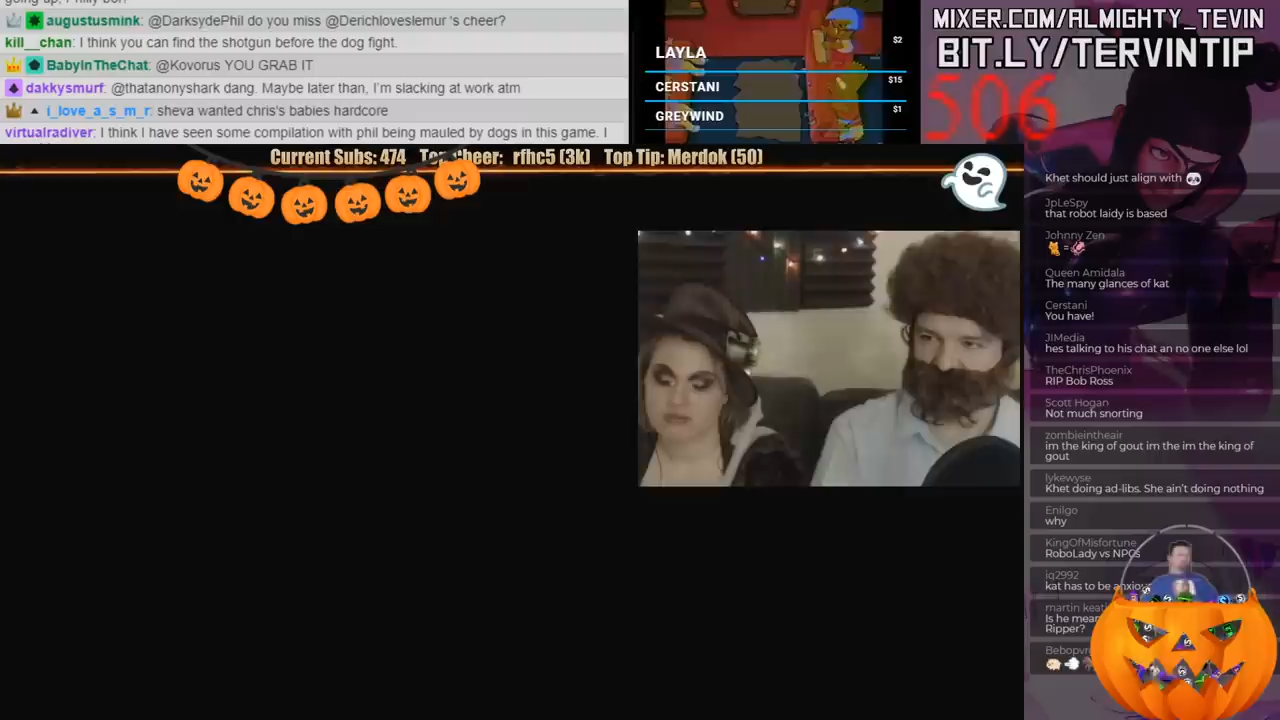 augustusmink: @DarksydePhil do you miss @Derichloveslemur 's cheer?
kill__chan: I think you can find the shotgun before the dog fight.
BabyinTheChat: @Kovorus YOU GRAB IT
dakkysmurf: @thatanonyshark dang. Maybe later, I'm slacking at work atm
i_love_a_s_m_r: sheva wanted chris's babies hardcore
virtualradiver: I think I have seen some compilation with phil being mauled by dogs in this game. I
LAYLA $2
CERSTANI $15
GREYWIND $1
MIXER.COM/ALMIGHTY_TEVIN
BIT.LY/TERVINTIP
506
Current Subs: 474 Top Cheer: rfhc5 (3k) Top Tip: Merdok (50)
Khet should just align with
JpLeSpy
that robot laidy is based
Johnny Zen
=
Queen Amidala
The many glances of kat
Cerstani
You have!
JIMedia
hes talking to his chat an no one else lol
TheChrisPhoenix
RIP Bob Ross
Scott Hogan
Not much snorting
zombieintheair
im the king of gout im the im the king of
gout
lykewyse
Khet doing ad-libs. She ain't doing nothing
Enilgo
why
KingOfMisfortune
RoboLady vs NPCs
iq2992
kat has to be
martin
Is he
Ripper?